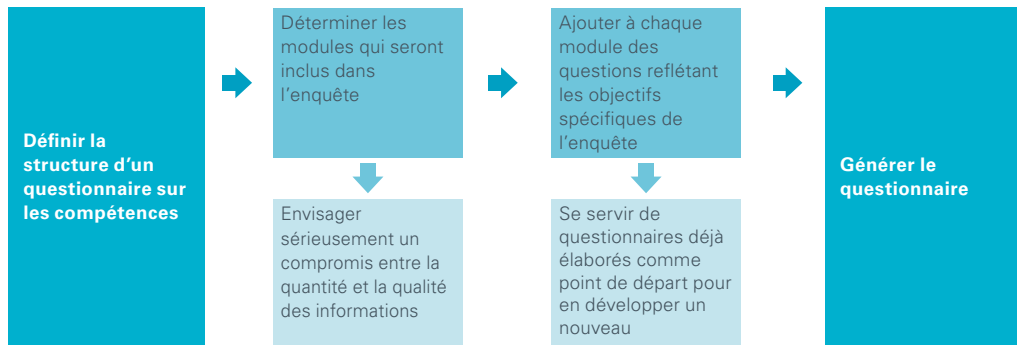 Définir la
structure d'un
questionnaire sur
les compétences
Déterminer les
modules qui seront
inclus dans
l'enquête
Envisager
sérieusement un
compromis entre la
quantité et la qualité
des informations
Ajouter à chaque
module des
questions reflétant
les objectifs
spécifiques de
l'enquête
Se servir de
questionnaires déjà
élaborés comme
point de départ pour
en développer un
nouveau
Générer le
questionnaire